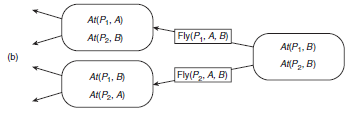 At(P1, A)
At(P2, B)
Fly(P1, A, B)
At(P1, B)
At(P2, B)
(b)
At(P1, B)
At(P2, A)
Fly(P2, A, B)